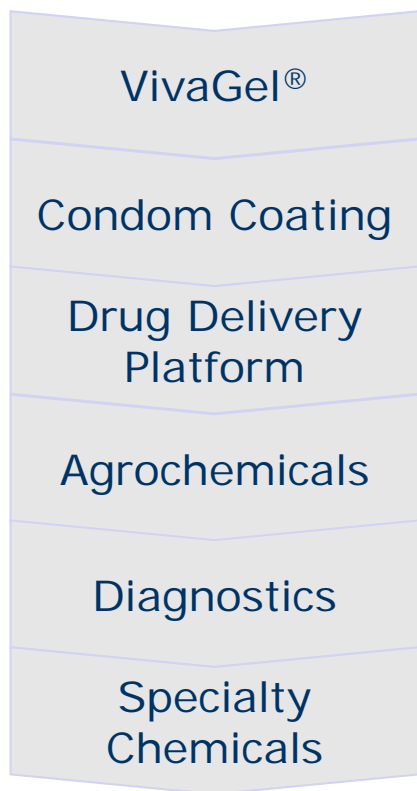 VivaGel®
Condom Coating
Drug Delivery
Platform
Agrochemicals
Diagnostics
Specialty
Chemicals